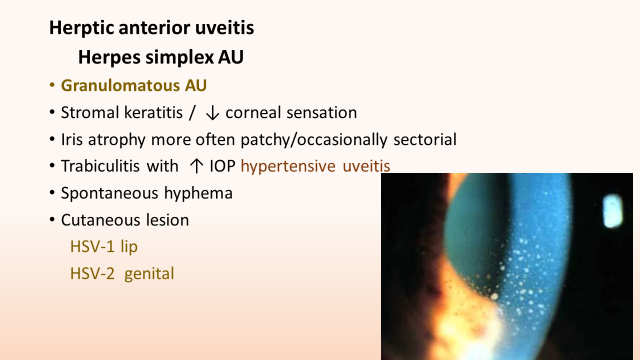 Herptic anterior uveitis
Herpes simplex AU
• Granulomatous AU
• Stromal keratitis / ↓ corneal sensation
• Iris atrophy more often patchy/occasionally sectorial
• Trabiculitis with ↑ IOP hypertensive uveitis
• Spontaneous hyphema
• Cutaneous lesion
HSV-1 lip
HSV-2 genital